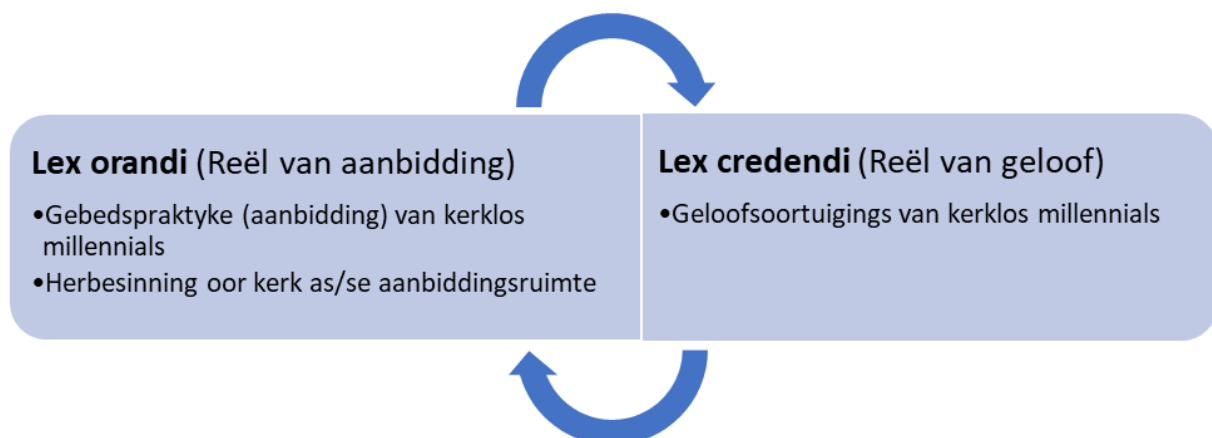 Lex orandi (Reël van aanbidding)
•Gebedspraktyke (aanbidding) van kerklos
millennials
•Herbesinning oor kerk as/se aanbiddingsruimte
Lex credendi (Reël van geloof)
•Geloofsoortuigings van kerklos millennials